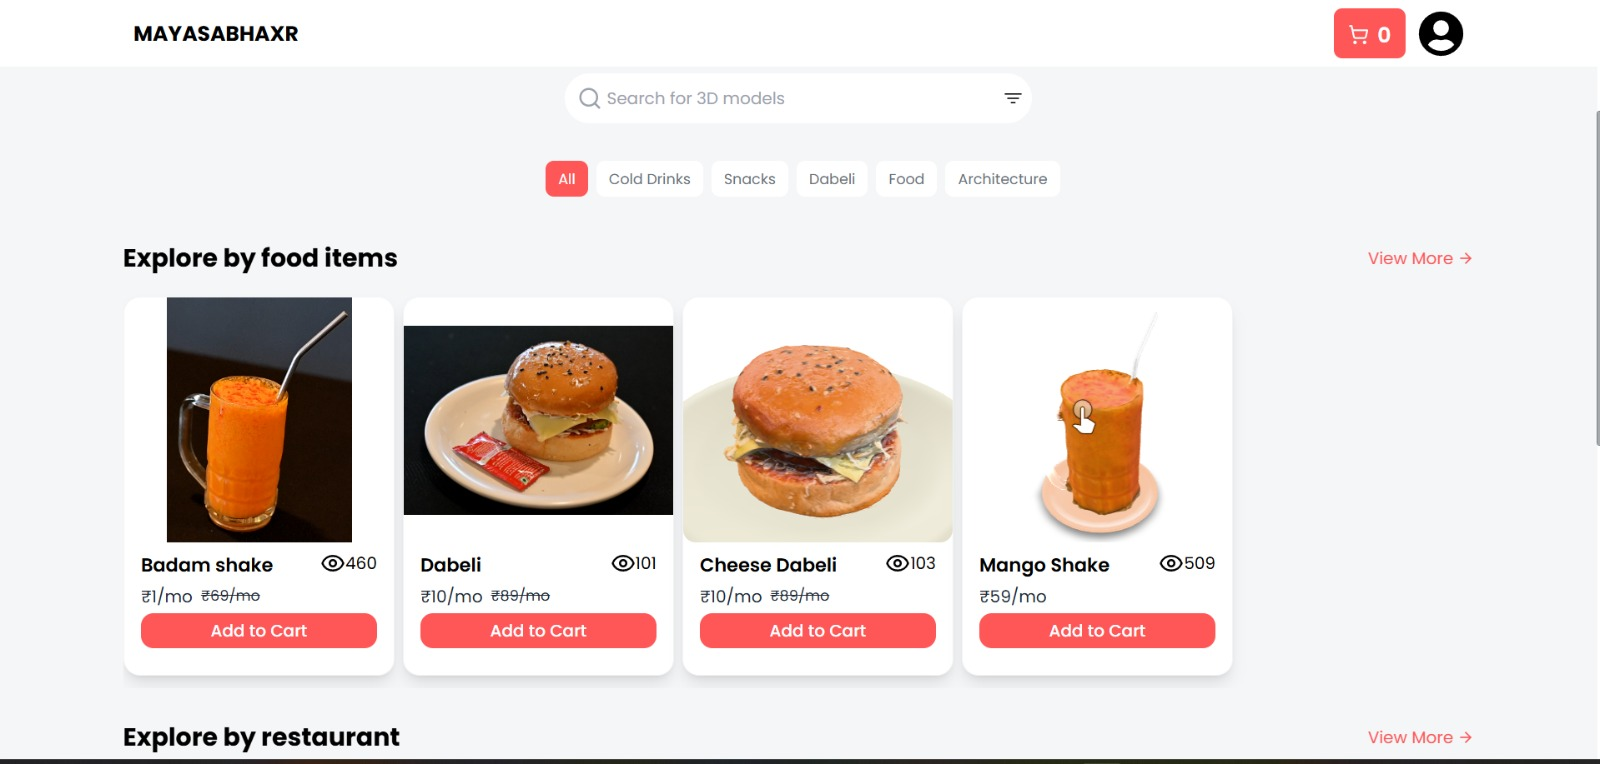 MAYASABHAXR
0
Search for 3D models
All Cold Drinks Snacks Dabeli Food Architecture
Explore by food items View More →
Badam shake 460
₹1/mo ₹69/mo
Add to Cart
Dabeli 101
₹10/mo ₹89/mo
Add to Cart
Cheese Dabeli 103
₹10/mo ₹89/mo
Add to Cart
Mango Shake 509
₹59/mo
Add to Cart
Explore by restaurant View More →